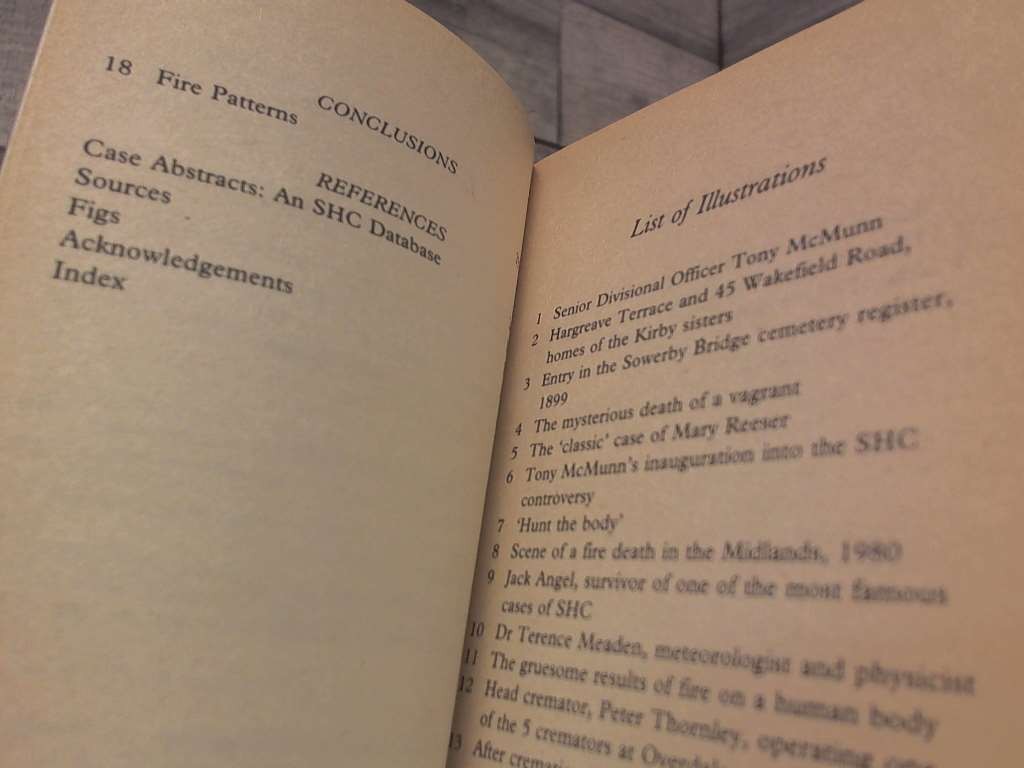 CONCLUSIONS
18 Fire Patterns
REFERENCES
Case Abstracts: An SHC Database
Sources
Figs
Acknowledgements
Index
List of Illustrations
1 Senior Divisional Officer Tony McMunn
2 Hargreave Terrace and 45 Wakefield Road,
homes of the Kirby sisters
3 Entry in the Sowerby Bridge cemetery register,
1899
4 The mysterious death of a vagrant
5 The 'classic' case of Mary Reeser
6 Tony McMunn's inauguration into the SHC
controversy
7 'Hunt the body'
8 Scene of a fire death in the Midlands, 1980
9 Jack Angel, survivor of one of the most famous
cases of SHC
10 Dr Terence Meaden, meteorologist and physicist
11 The gruesome results of fire on a human body
12 Head cremator, Peter Thornley, operating one
of the 5 cremators at
13 After